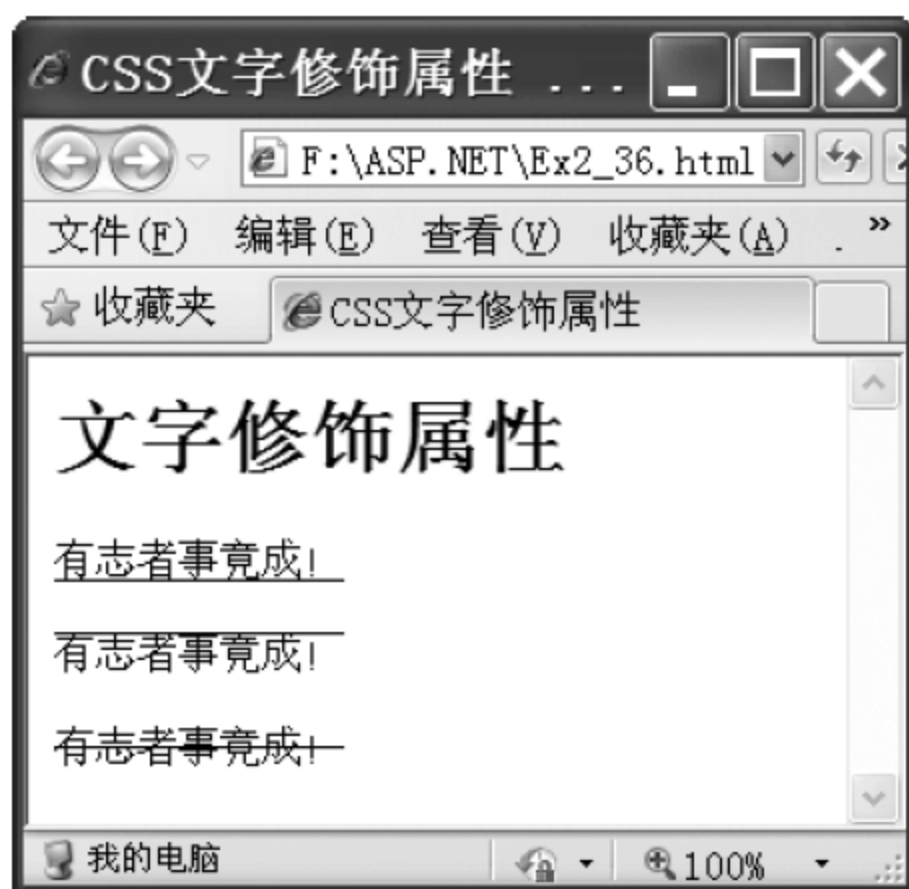 CSS文字修饰属性 ...
F:\ASP.NET\Ex2_36.html
文件(F) 编辑(E) 查看(V) 收藏夹(A)
收藏夹 CSS文字修饰属性
文字修饰属性
有志者事竟成!
有志者事竟成!
有志者事竟成!
我的电脑 100%